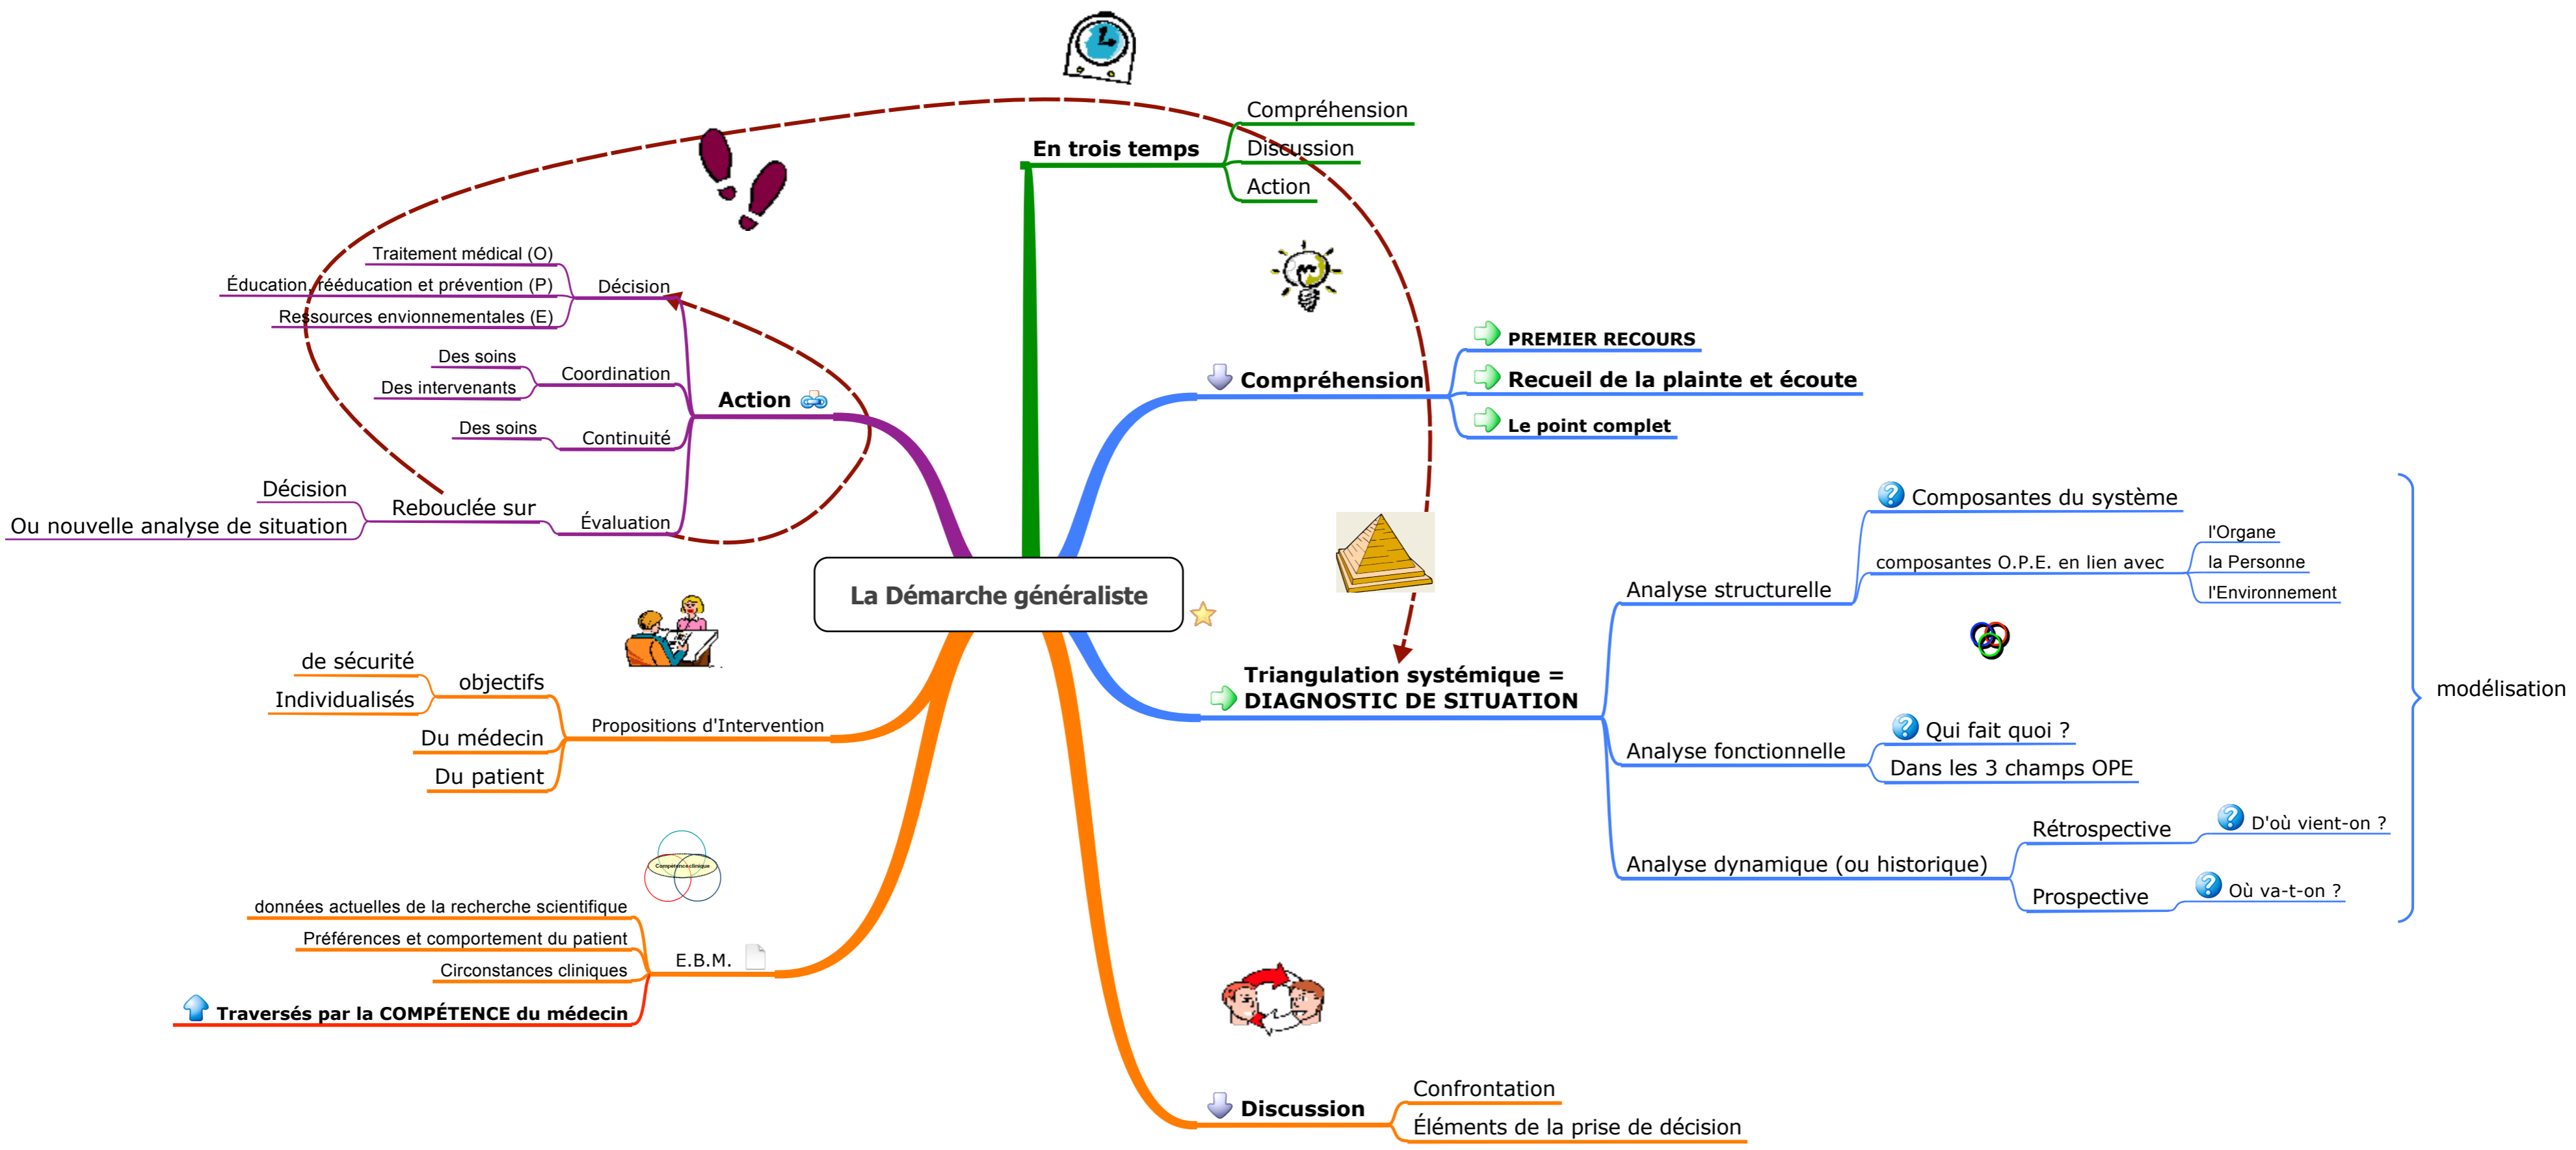 En trois temps
Compréhension
Discussion
Action
Compréhension
PREMIER RECOURS
Recueil de la plainte et écoute
Le point complet
La Démarche généraliste
Triangulation systémique =
DIAGNOSTIC DE SITUATION
Analyse structurelle
Composantes du système
composantes O.P.E. en lien avec
l'Organe
la Personne
l'Environnement
Analyse fonctionnelle
Qui fait quoi ?
Dans les 3 champs OPE
Analyse dynamique (ou historique)
Rétrospective
D'où vient-on ?
Prospective
Où va-t-on ?
modélisation
Discussion
Confrontation
Éléments de la prise de décision
E.B.M.
données actuelles de la recherche scientifique
Préférences et comportement du patient
Circonstances cliniques
Traversés par la COMPÉTENCE du médecin
Compétence clinique
Propositions d'Intervention
objectifs
de sécurité
Individualisés
Du médecin
Du patient
Action
Décision
Traitement médical (O)
Éducation, rééducation et prévention (P)
Ressources envionnementales (E)
Coordination
Des soins
Des intervenants
Continuité
Des soins
Évaluation
Rebouclée sur
Décision
Ou nouvelle analyse de situation